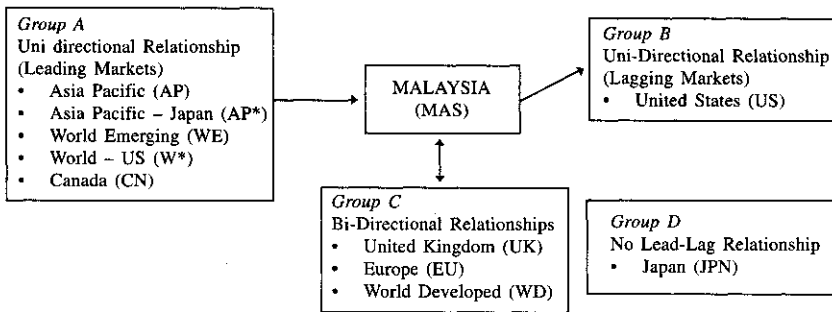 Group A
Uni directional Relationship
(Leading Markets)
• Asia Pacific (AP)
• Asia Pacific – Japan (AP*)
• World Emerging (WE)
• World – US (W*)
• Canada (CN)
MALAYSIA
(MAS)
Group B
Uni-Directional Relationship
(Lagging Markets)
• United States (US)
Group C
Bi-Directional Relationships
• United Kingdom (UK)
• Europe (EU)
• World Developed (WD)
Group D
No Lead-Lag Relationship
• Japan (JPN)